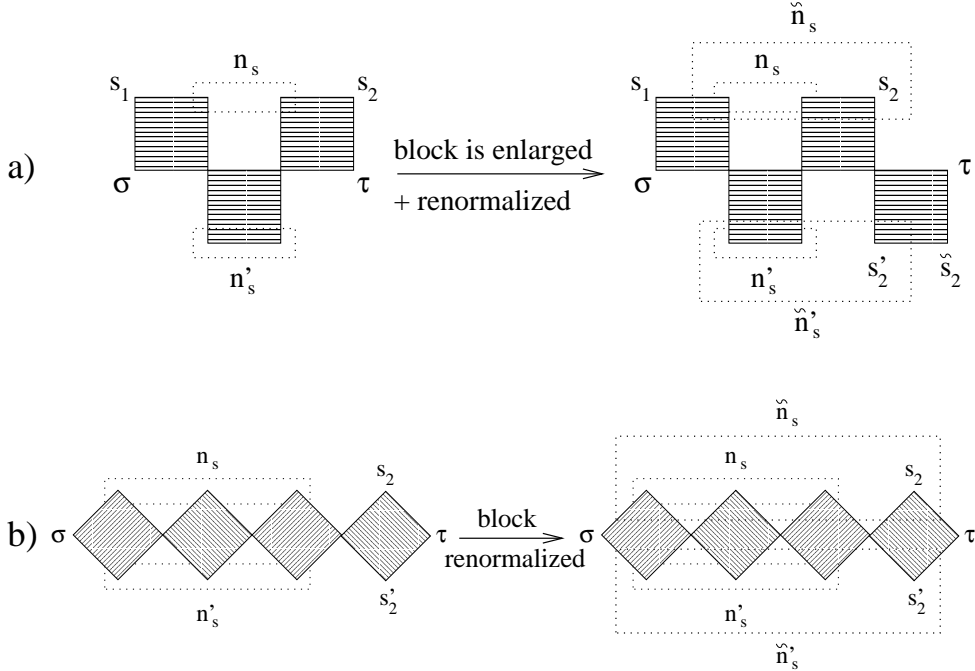 ñ_s
n_s
n_s
s_1
s_2
s_1
s_2
a)
block is enlarged
σ
τ
σ
τ
+ renormalized
n'_s
n'_s
s'_2
s̃_2
ñ'_s
ñ_s
n_s
n_s
s_2
s_2
b)
σ
τ
block
σ
τ
renormalized
n'_s
s'_2
n'_s
s'_2
ñ'_s